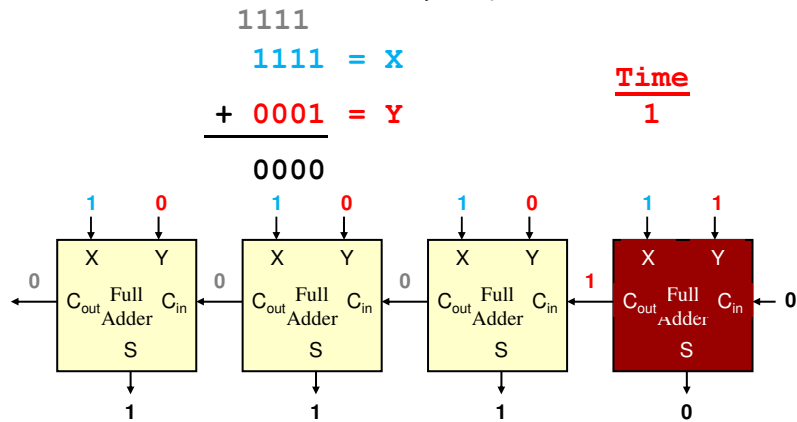 1111
1111 = X
Time
+ 0001 = Y
1
0000
1 0 1 0 1 0 1 1
X Y X Y X Y X Y
0 0 0 1
Cout Full Adder Cin Cout Full Adder Cin Cout Full Adder Cin Cout Full Adder Cin 0
S S S S
1 1 1 0